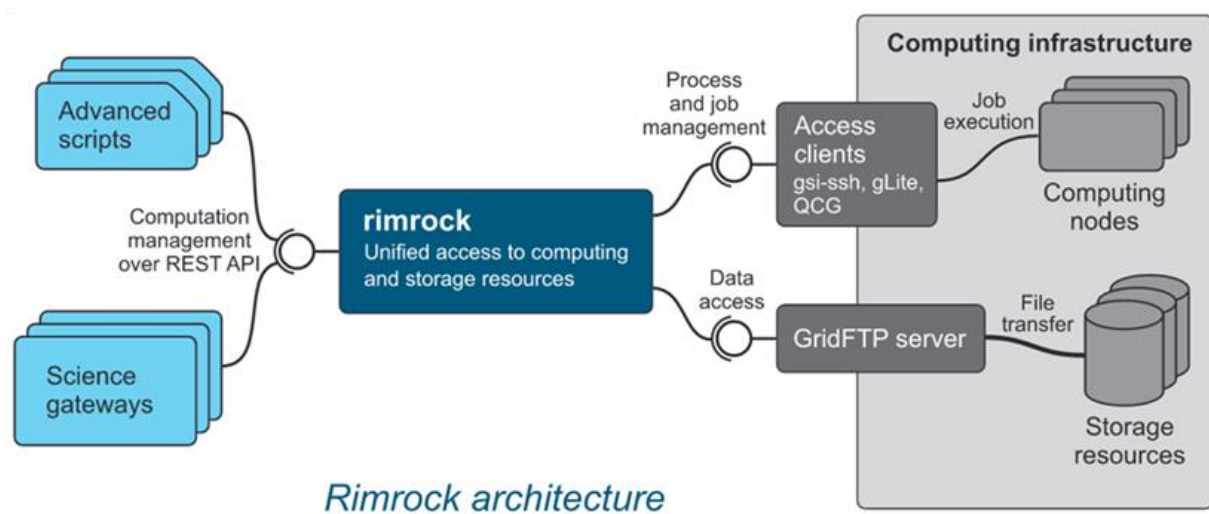 Advanced
scripts
Computation
management
over REST API
Science
gateways
rimrock
Unified access to computing
and storage resources
Process
and job
management
Data
access
Computing infrastructure
Access
clients
gsi-ssh, gLite,
QCG
Job
execution
Computing
nodes
GridFTP server
File
transfer
Storage
resources
Rimrock architecture